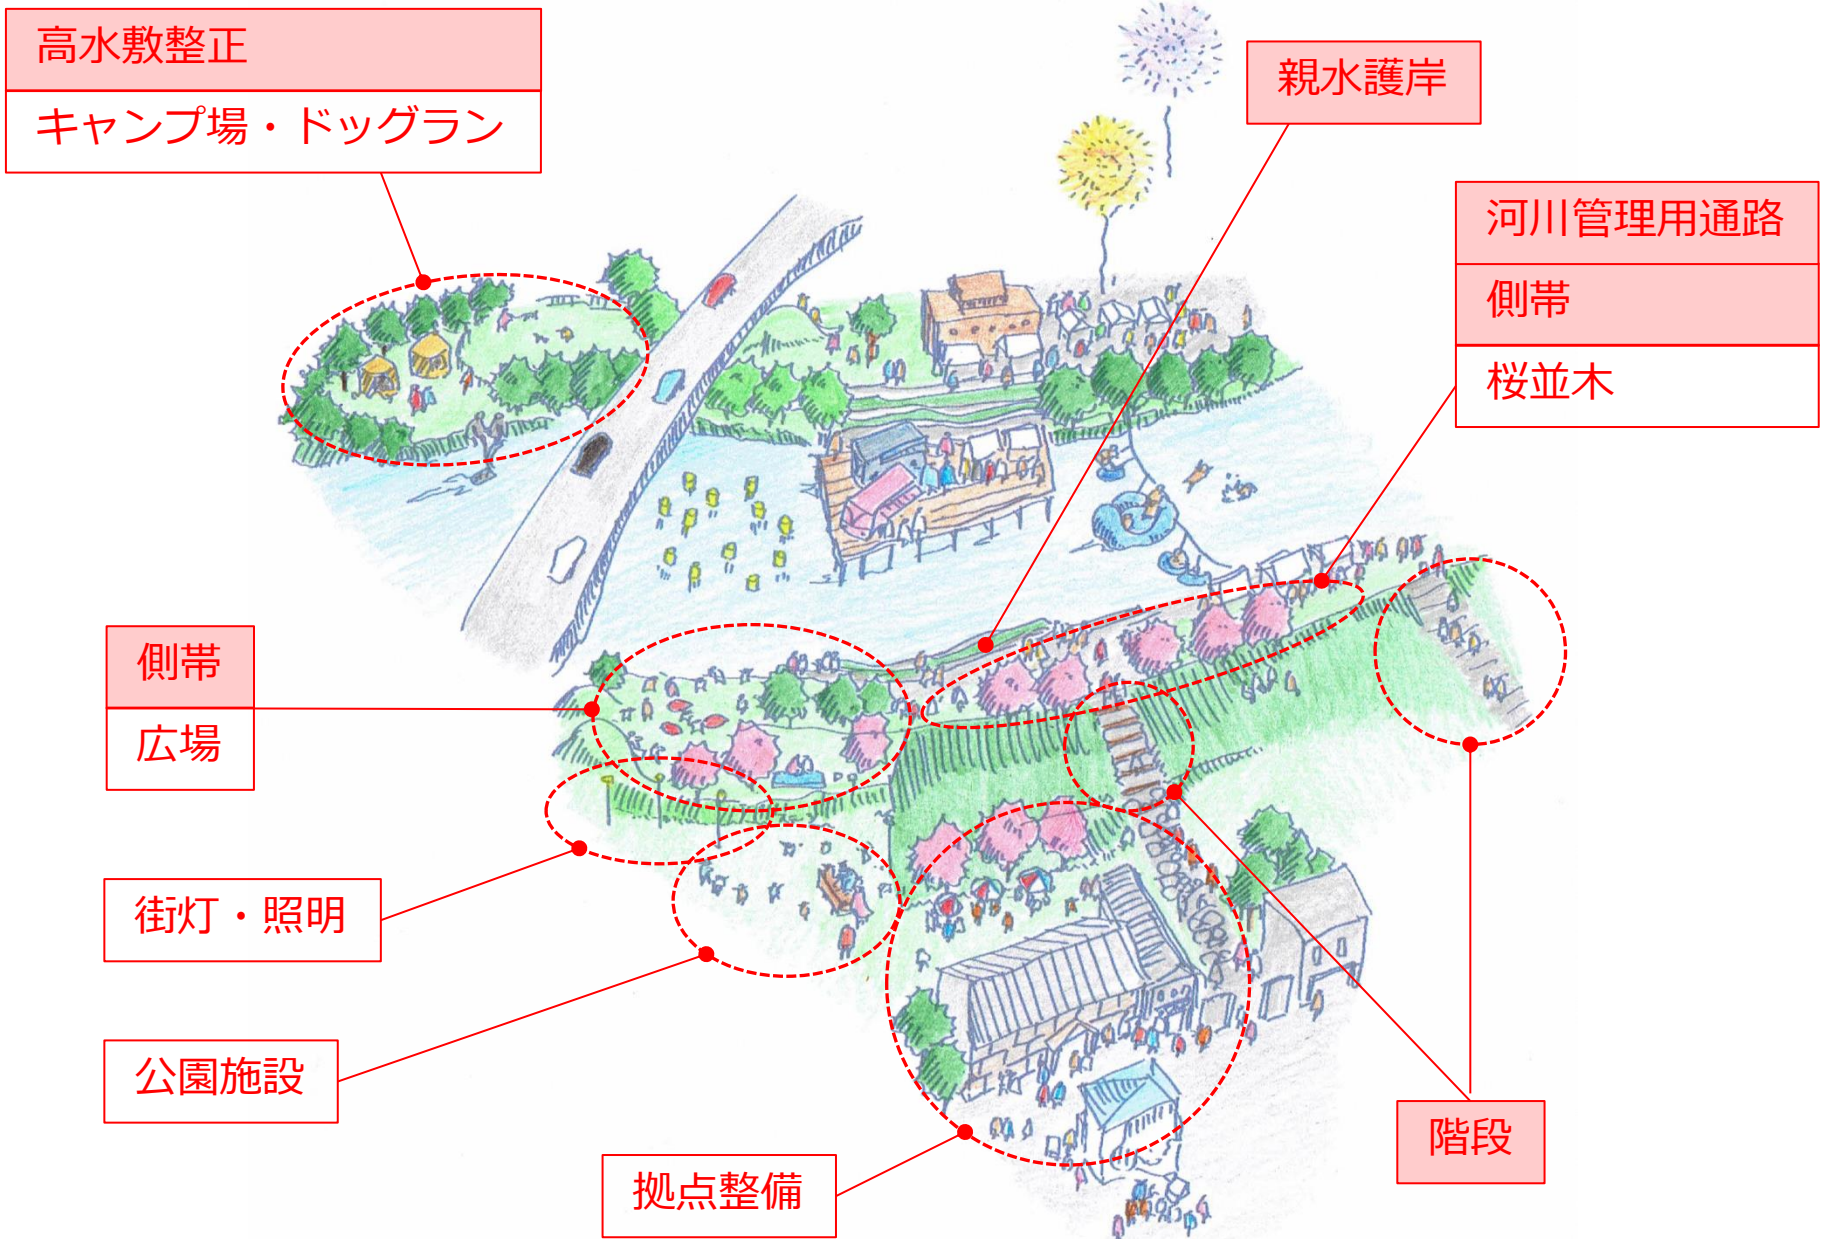 高水敷整正
キャンプ場・ドッグラン
親水護岸
河川管理用通路
側帯
桜並木
側帯
広場
街灯・照明
公園施設
拠点整備
階段